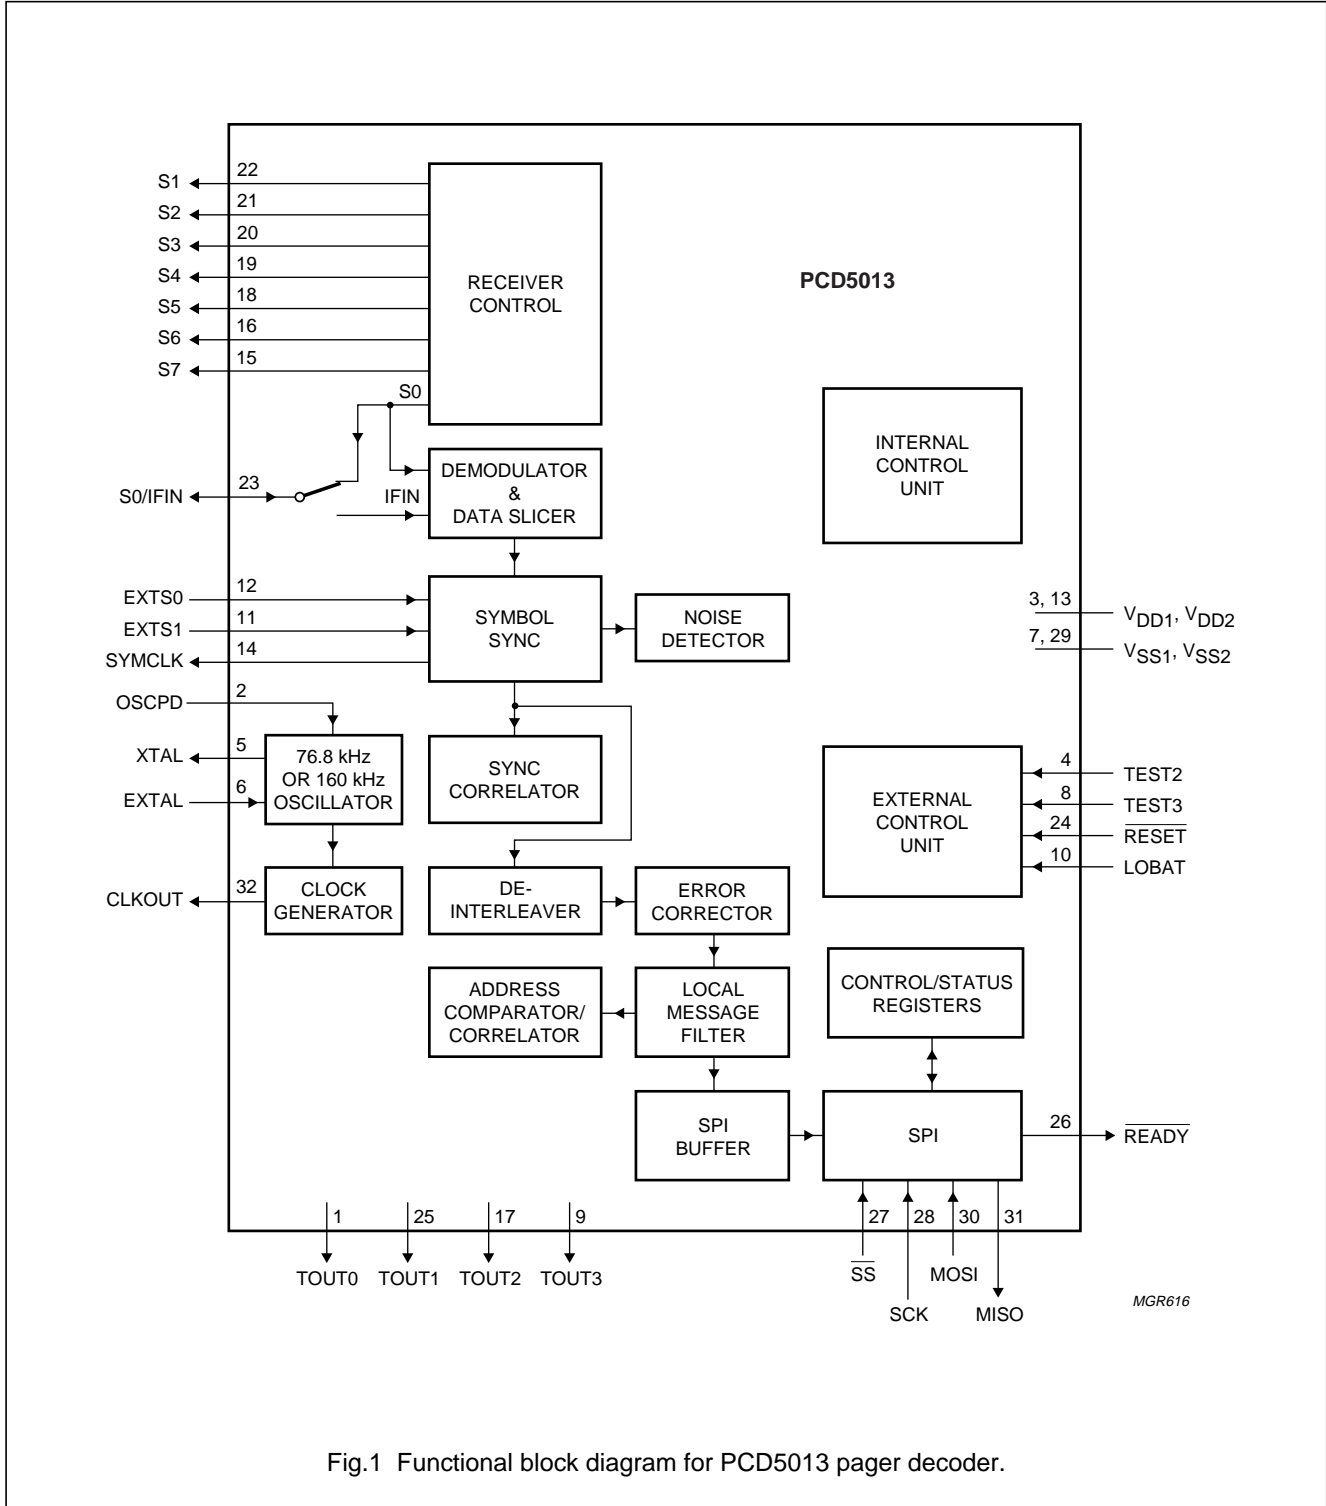 S1
22
S2
21
S3
20
S4
19
S5
18
S6
16
S7
15
RECEIVER
CONTROL
S0
PCD5013
INTERNAL
CONTROL
UNIT
S0/IFIN
23
IFIN
DEMODULATOR
&
DATA SLICER
EXTS0
12
EXTS1
11
SYMCLK
14
SYMBOL
SYNC
NOISE
DETECTOR
3, 13
VDD1, VDD2
7, 29
VSS1, VSS2
OSCPD
2
XTAL
5
EXTAL
6
76.8 kHz
OR 160 kHz
OSCILLATOR
SYNC
CORRELATOR
EXTERNAL
CONTROL
UNIT
4
TEST2
8
TEST3
24
RESET
10
LOBAT
CLKOUT
32
CLOCK
GENERATOR
DE-
INTERLEAVER
ERROR
CORRECTOR
ADDRESS
COMPARATOR/
CORRELATOR
LOCAL
MESSAGE
FILTER
CONTROL/STATUS
REGISTERS
SPI
BUFFER
SPI
26
READY
1
25
17
9
27
28
30
31
TOUT0
TOUT1
TOUT2
TOUT3
SS
MOSI
SCK
MISO
MGR616
Fig.1 Functional block diagram for PCD5013 pager decoder.